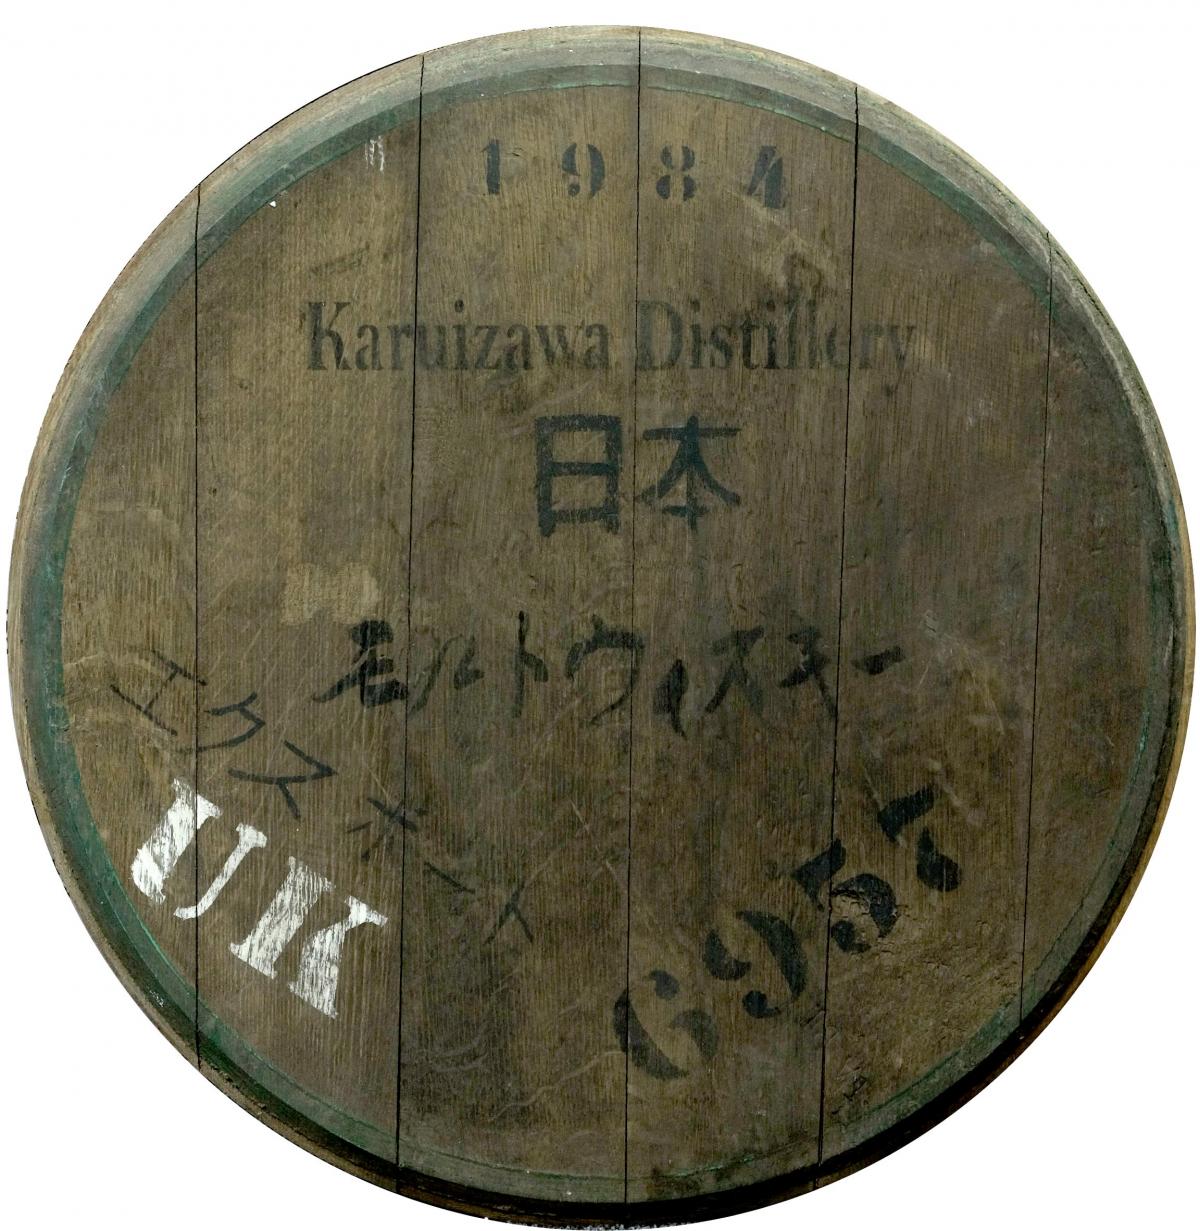 1984
Karuizawa Distillery
日本
モルトウィスキー
エクスポート
UK
6957